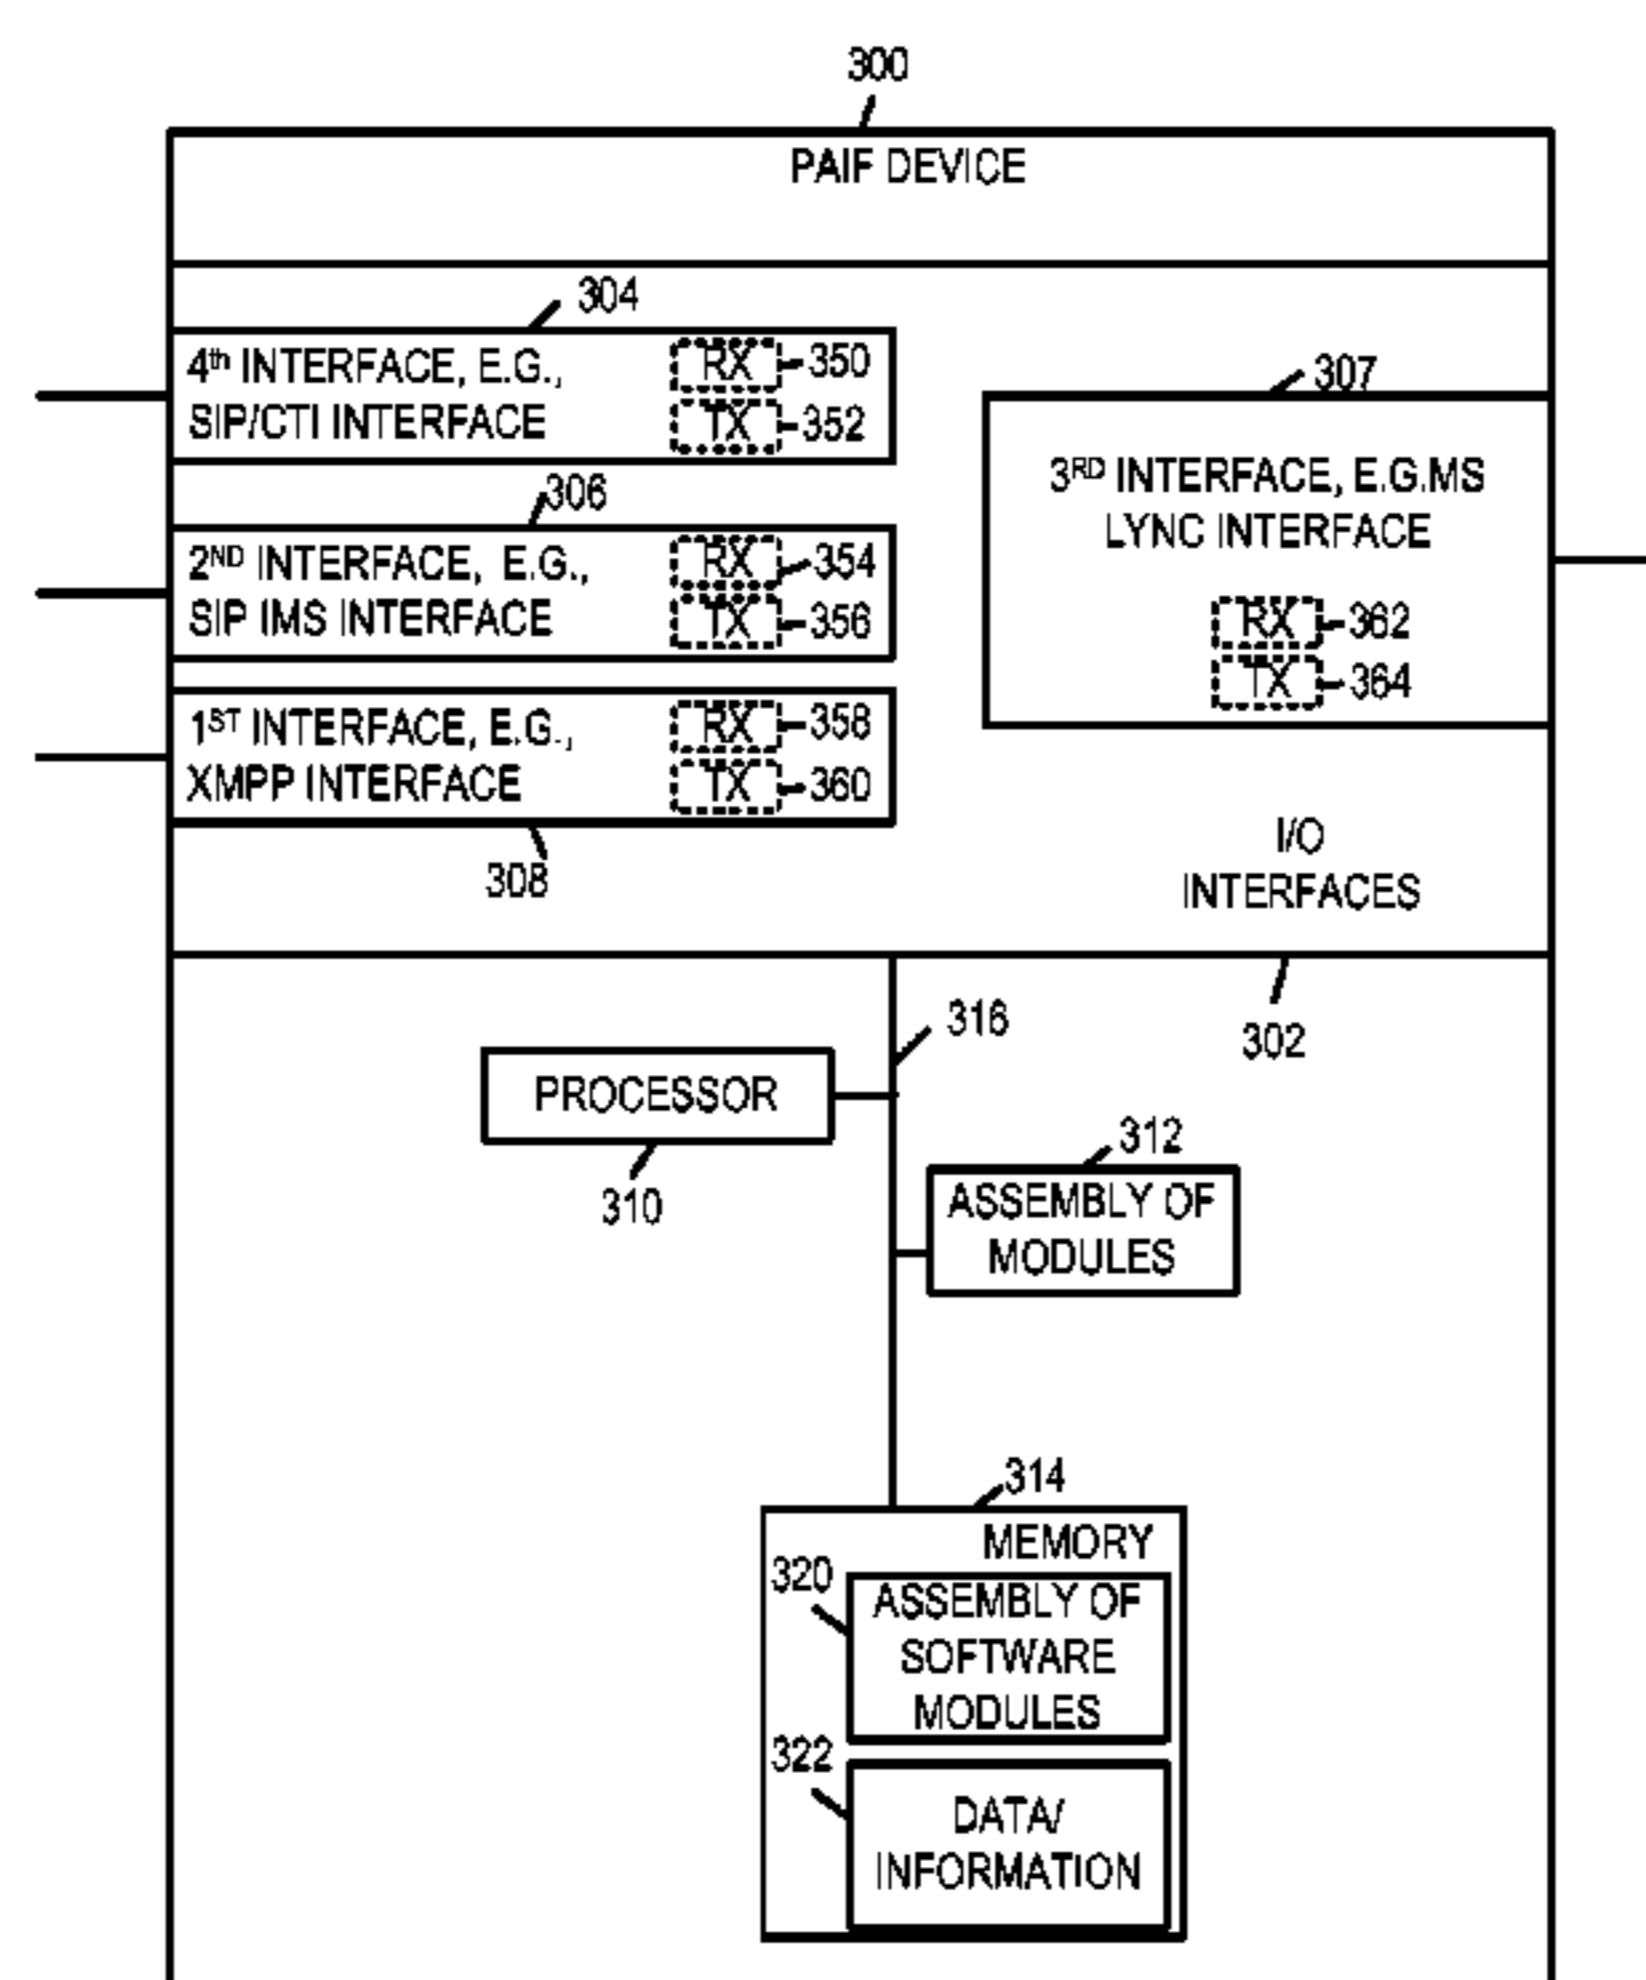 300
PAIF DEVICE
304
4th INTERFACE, E.G.,
SIP/CTI INTERFACE
RX 350
TX 352
306
2ND INTERFACE, E.G.,
SIP IMS INTERFACE
RX 354
TX 356
1ST INTERFACE, E.G.,
XMPP INTERFACE
RX 358
TX 360
308
307
3RD INTERFACE, E.G.MS
LYNC INTERFACE
RX 362
TX 364
I/O
INTERFACES
302
316
PROCESSOR
310
312
ASSEMBLY OF
MODULES
314
MEMORY
320
ASSEMBLY OF
SOFTWARE
MODULES
322
DATA/
INFORMATION